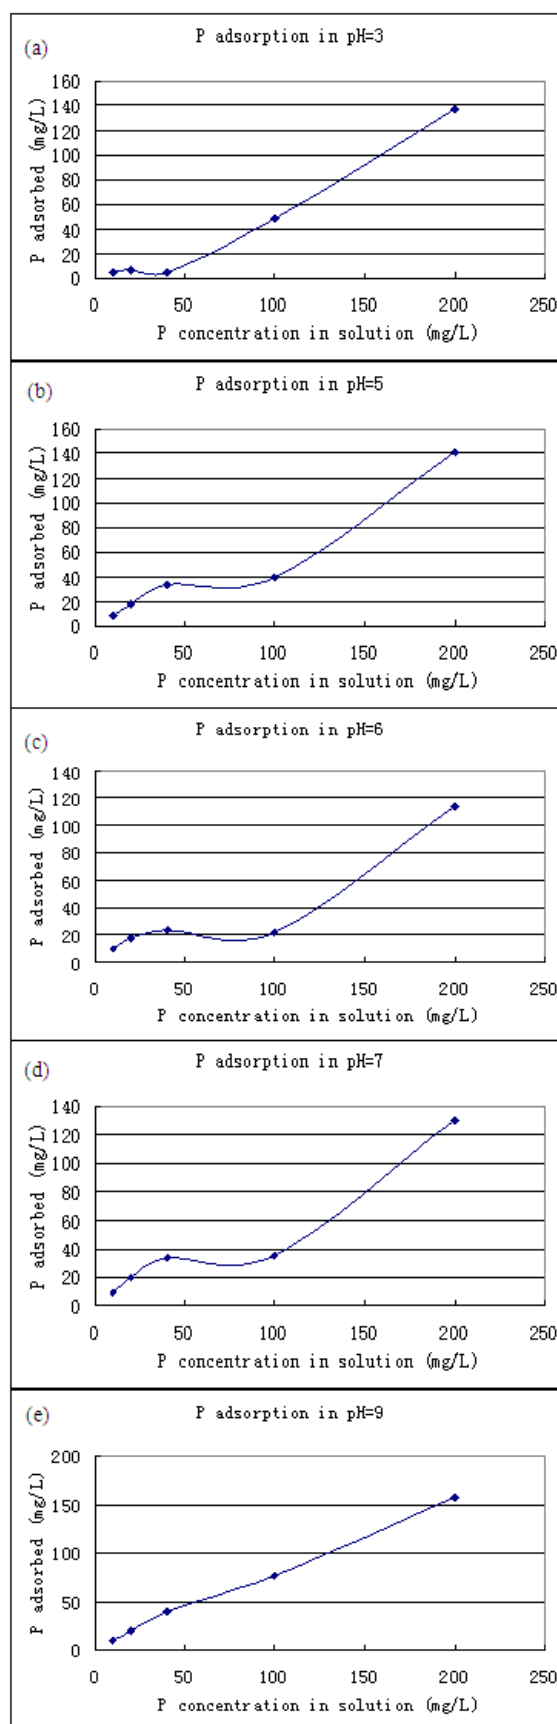 (a)
P adsorption in pH=3
P adsorbed (mg/L)
160
140
120
100
80
60
40
20
0
0 50 100 150 200 250
P concentration in solution (mg/L)
(b)
P adsorption in pH=5
P adsorbed (mg/L)
160
140
120
100
80
60
40
20
0
0 50 100 150 200 250
P concentration in solution (mg/L)
(c)
P adsorption in pH=6
P adsorbed (mg/L)
140
120
100
80
60
40
20
0
0 50 100 150 200 250
P concentration in solution (mg/L)
(d)
P adsorption in pH=7
P adsorbed (mg/L)
140
120
100
80
60
40
20
0
0 50 100 150 200 250
P concentration in solution (mg/L)
(e)
P adsorption in pH=9
P adsorbed (mg/L)
200
150
100
50
0
0 50 100 150 200 250
P concentration in solution (mg/L)